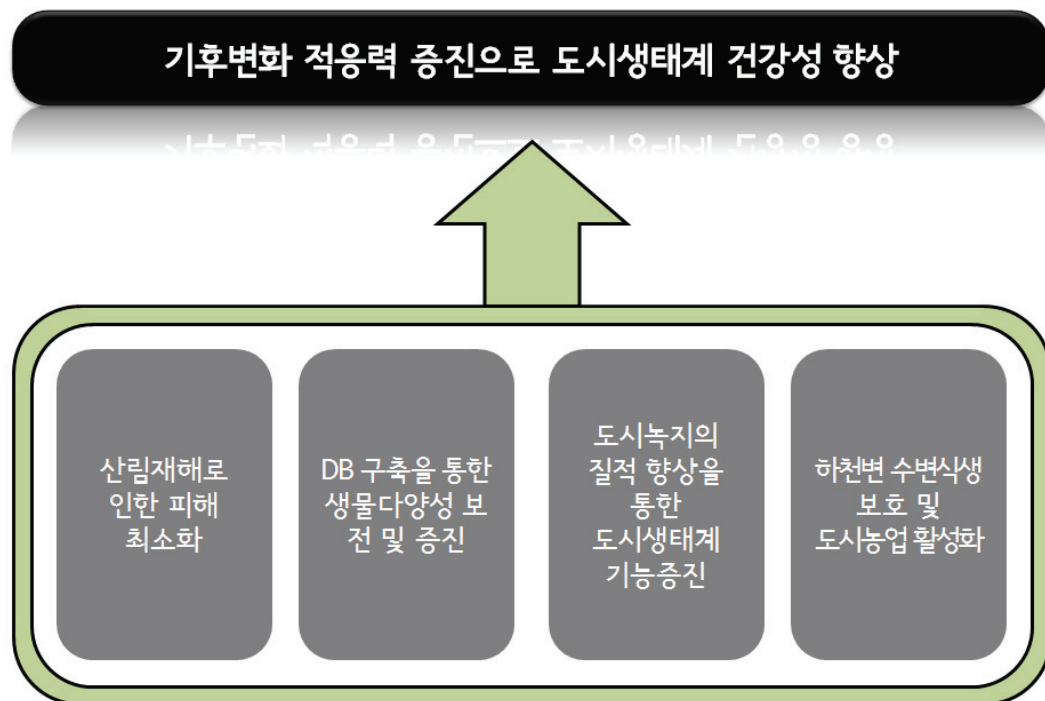 기후변화 적응력 증진으로 도시생태계 건강성 향상
산림재해로
인한 피해
최소화
DB 구축을 통한
생물다양성 보
전 및 증진
도시녹지의
질적 향상을
통한
도시생태계
기능증진
하천변 수변식생
보호 및
도시농업 활성화